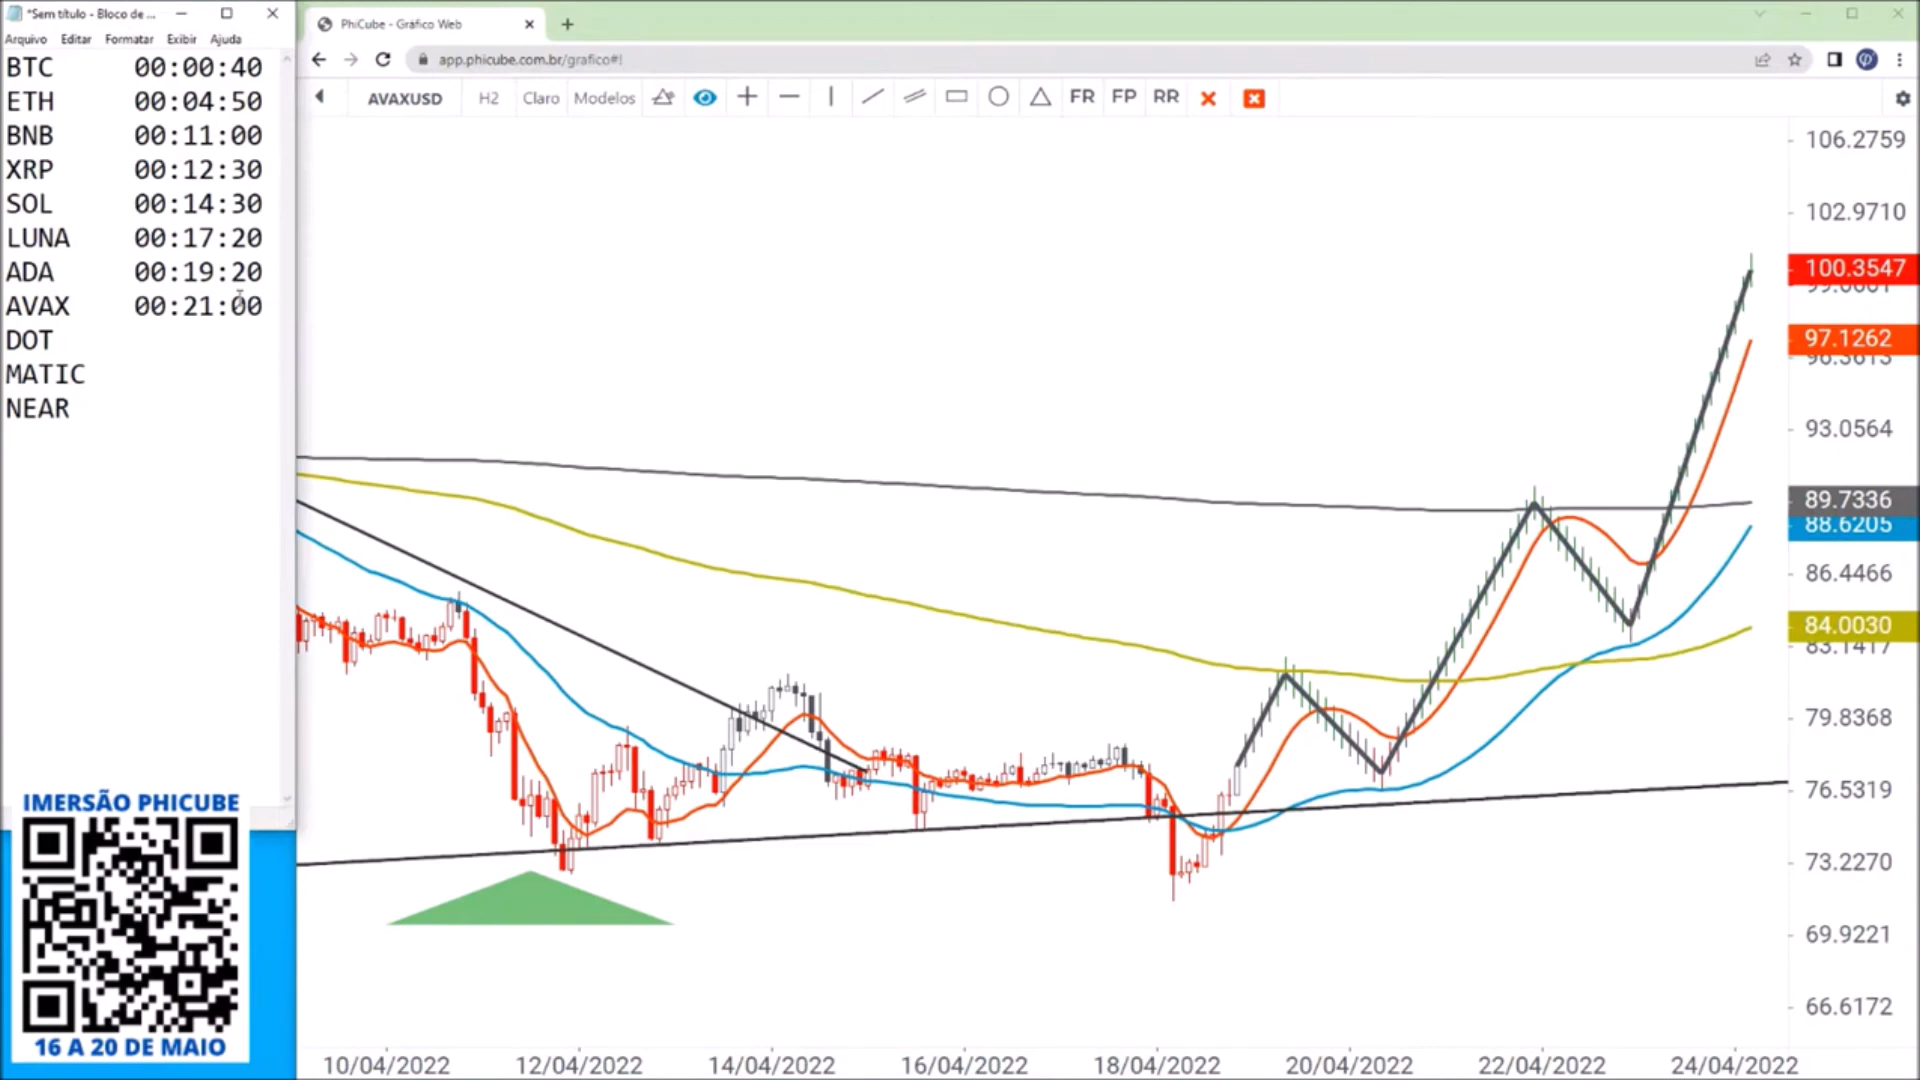 *Sem título - Bloco de ...
Arquivo Editar Formatar Exibir Ajuda
BTC 00:00:40
ETH 00:04:50
BNB 00:11:00
XRP 00:12:30
SOL 00:14:30
LUNA 00:17:20
ADA 00:19:20
AVAX 00:21:00
DOT
MATIC
NEAR
IMERSÃO PHICUBE
16 A 20 DE MAIO
PhiCube - Gráfico Web
app.phicube.com.br/grafico#!
AVAXUSD H2 Claro Modelos FR FP RR
106.2759
102.9710
100.3547
97.1262
93.0564
89.7336
88.6205
86.4466
84.0030
83.1417
79.8368
76.5319
73.2270
69.9221
66.6172
10/04/2022 12/04/2022 14/04/2022 16/04/2022 18/04/2022 20/04/2022 22/04/2022 24/04/2022